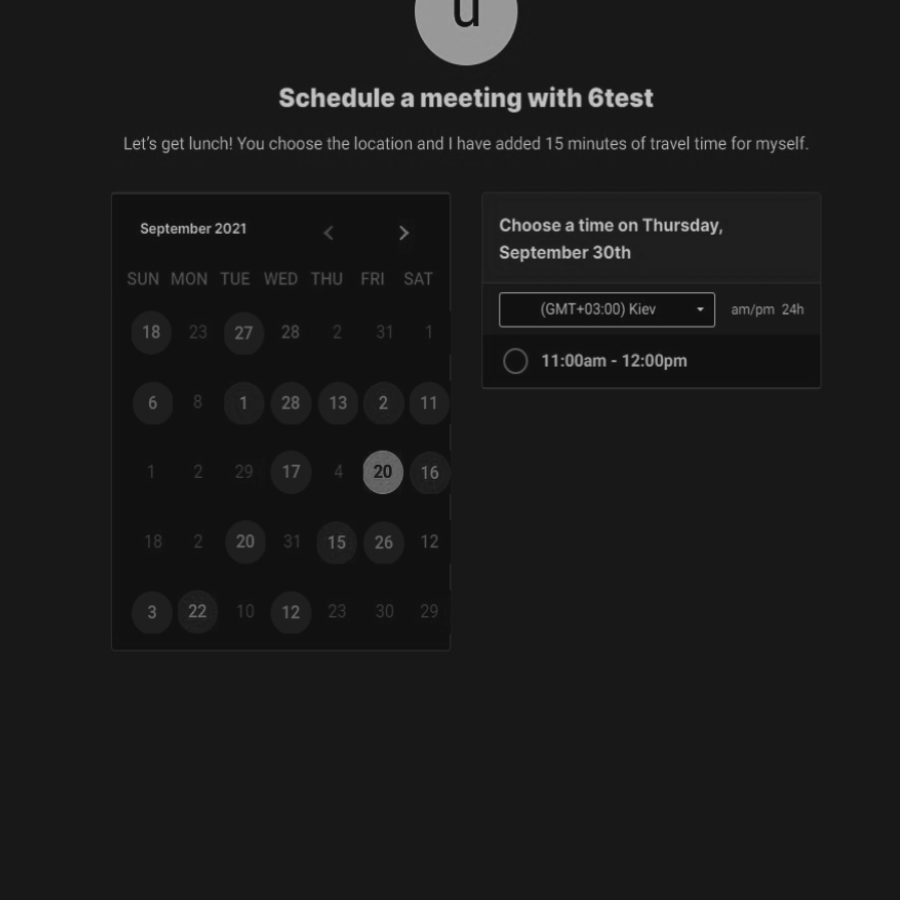 u
Schedule a meeting with 6test
Let's get lunch! You choose the location and I have added 15 minutes of travel time for myself.
September 2021
SUN MON TUE WED THU FRI SAT
18 23 27 28 2 31 1
6 8 1 28 13 2 11
1 2 29 17 4 20 16
18 2 20 31 15 26 12
3 22 10 12 23 30 29
Choose a time on Thursday,
September 30th
(GMT+03:00) Kiev am/pm 24h
11:00am - 12:00pm